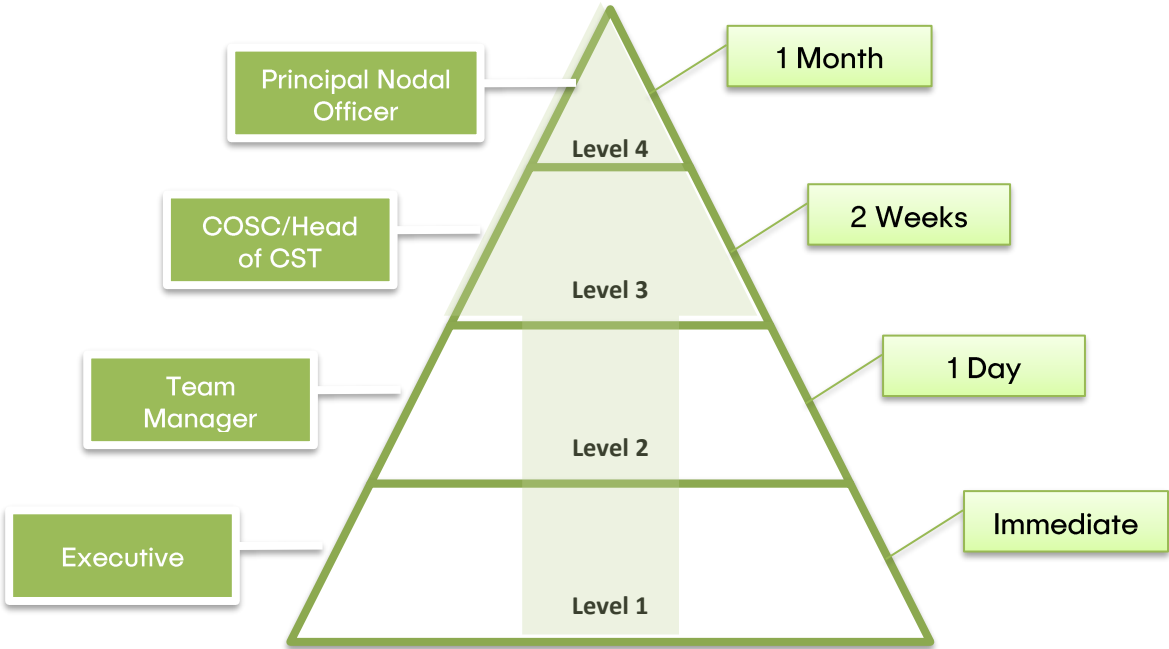 Principal Nodal
Officer
1 Month
Level 4
COSC/Head
of CST
2 Weeks
Level 3
Team
Manager
1 Day
Level 2
Executive
Immediate
Level 1